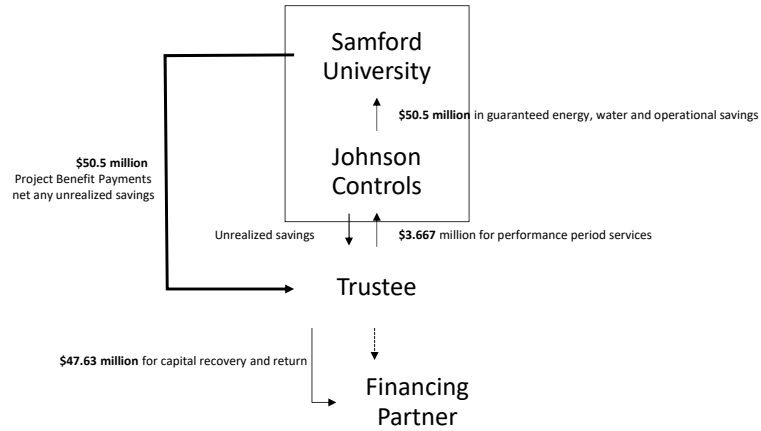 Samford
University
$50.5 million in guaranteed energy, water and operational savings
Johnson
Controls
$50.5 million
Project Benefit Payments
net any unrealized savings
Unrealized savings
$3.667 million for performance period services
Trustee
$47.63 million for capital recovery and return
Financing
Partner